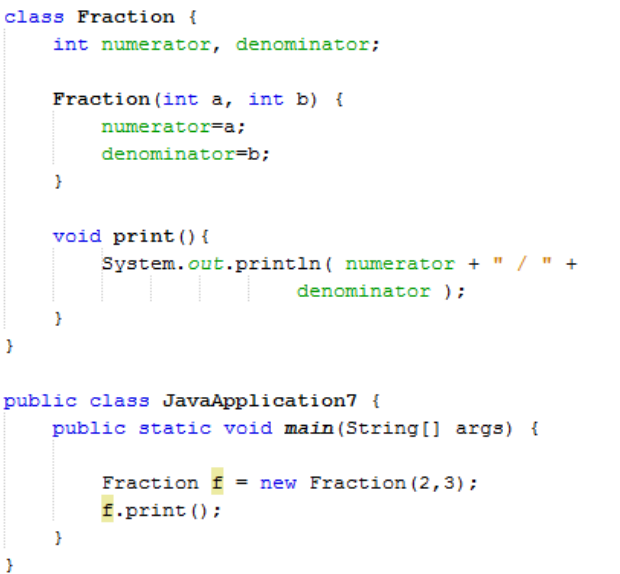 class Fraction {
    int numerator, denominator;
    Fraction(int a, int b) {
        numerator=a;
        denominator=b;
    }
    void print(){
        System.out.println( numerator + " / " +
                        denominator );
    }
}
public class JavaApplication7 {
    public static void main(String[] args) {
        Fraction f = new Fraction(2,3);
        f.print();
    }
}